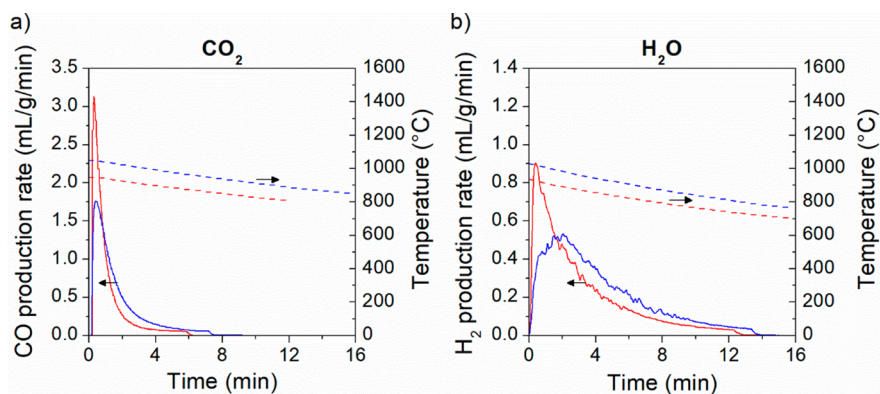 a)
CO2
CO production rate (mL/g/min)
3.5
3.0
2.5
2.0
1.5
1.0
0.5
0.0
1600
1400
1200
1000
800
600
400
200
0
Temperature (°C)
0 4 8 12 16
Time (min)
b)
H2O
H2 production rate (mL/g/min)
1.4
1.2
1.0
0.8
0.6
0.4
0.2
0.0
1600
1400
1200
1000
800
600
400
200
0
Temperature (°C)
0 4 8 12 16
Time (min)